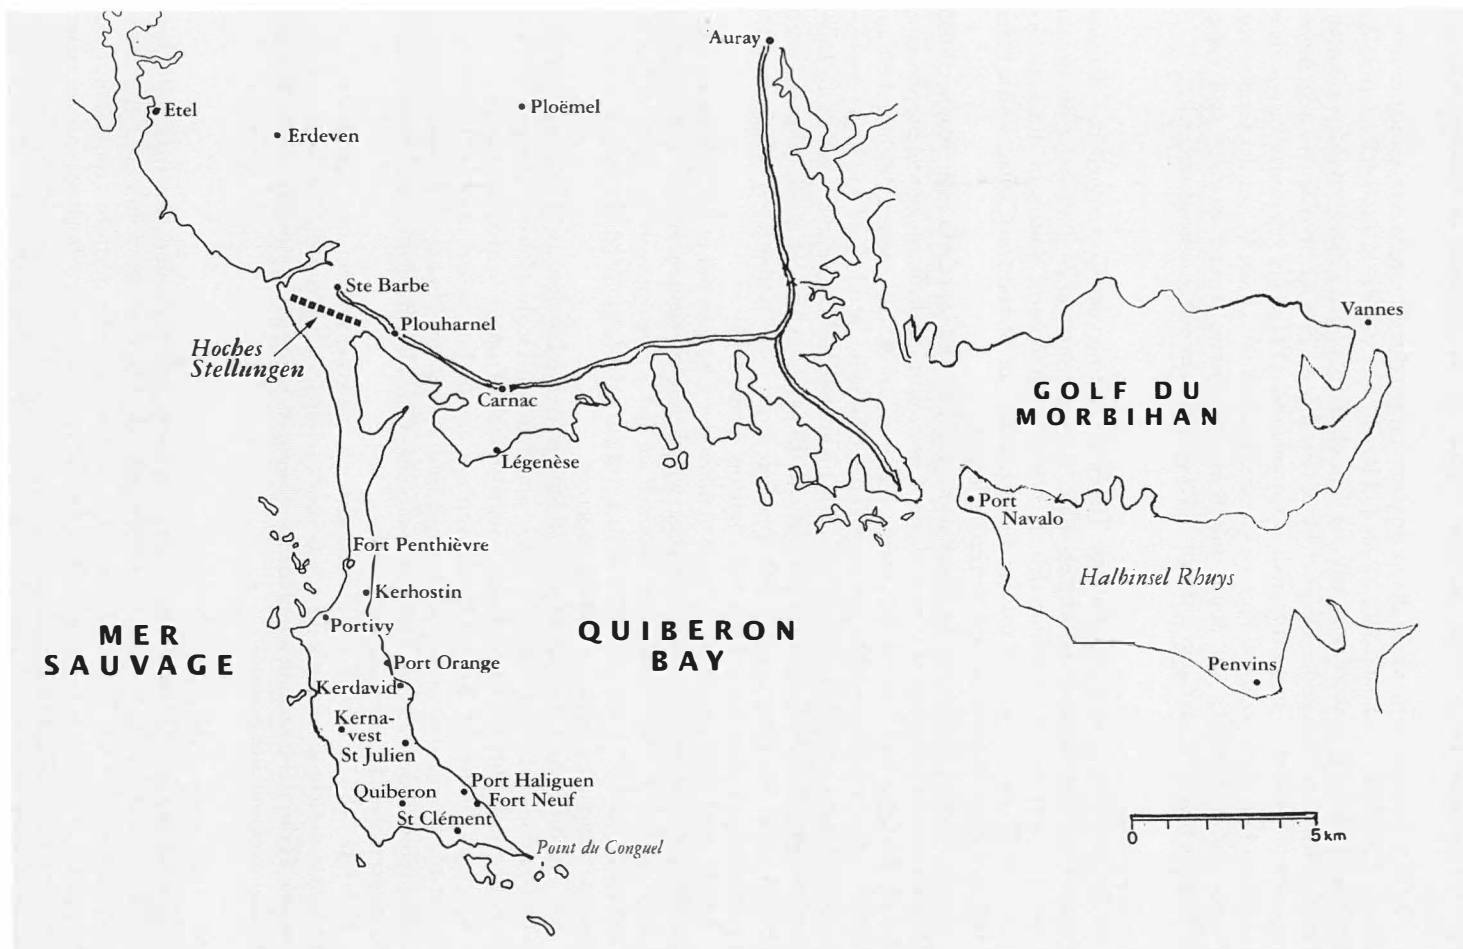 Auray
Etel
Ploëmel
Erdeven
Ste Barbe
Plouharnel
Hoches
Stellungen
Vannes
GOLF DU
MORBIHAN
Carnac
Légenèse
Port
Navalo
Fort Penthièvre
Kerhostin
Halbinsel Rhuys
Portivy
MER
SAUVAGE
QUIBERON
BAY
Port Orange
Penvins
Kerdavid
Kerna-
vest
St Julien
Port Haliguen
Quiberon
Fort Neuf
St Clément
Point du Conguel
0 5 km